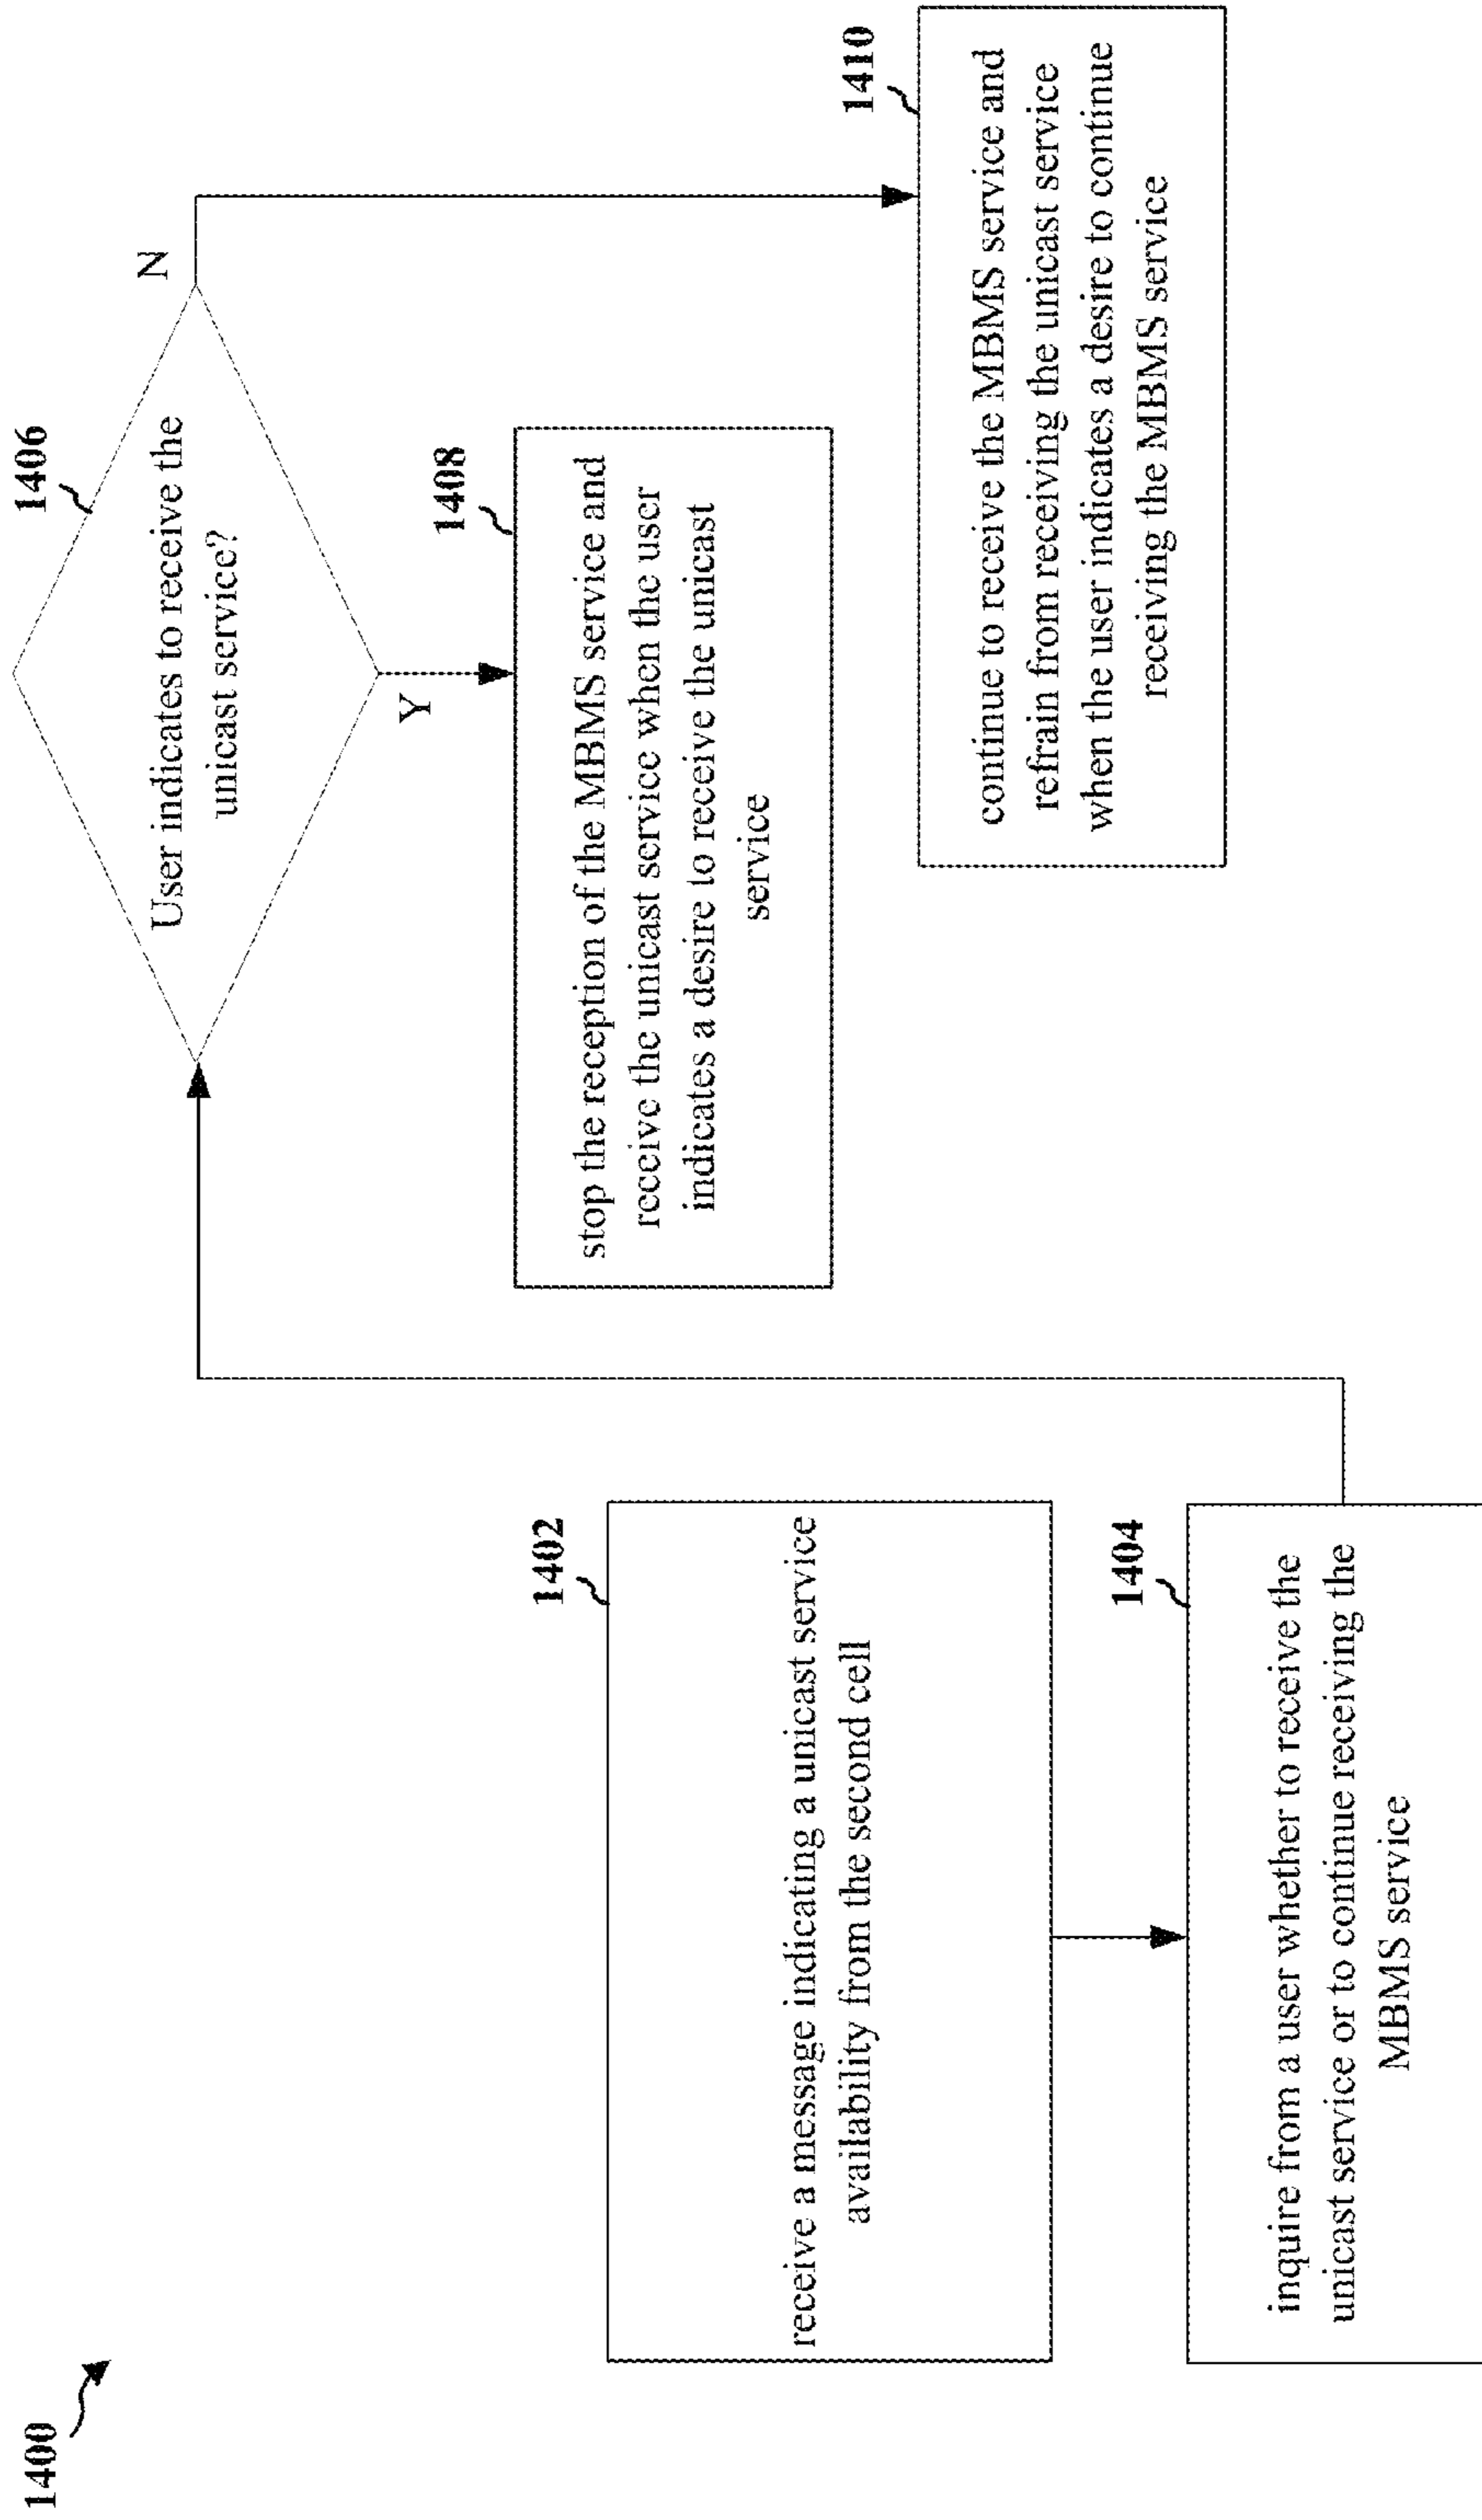 1400
1402
receive a message indicating a unicast service
availability from the second cell
1404
inquire from a user whether to receive the
unicast service or to continue receiving the
MBMS service
1406
User indicates to receive the
unicast service?
N
Y
1408
stop the reception of the MBMS service and
receive the unicast service when the user
indicates a desire to receive the unicast
service
1410
continue to receive the MBMS service and
refrain from receiving the unicast service
when the user indicates a desire to continue
receiving the MBMS service